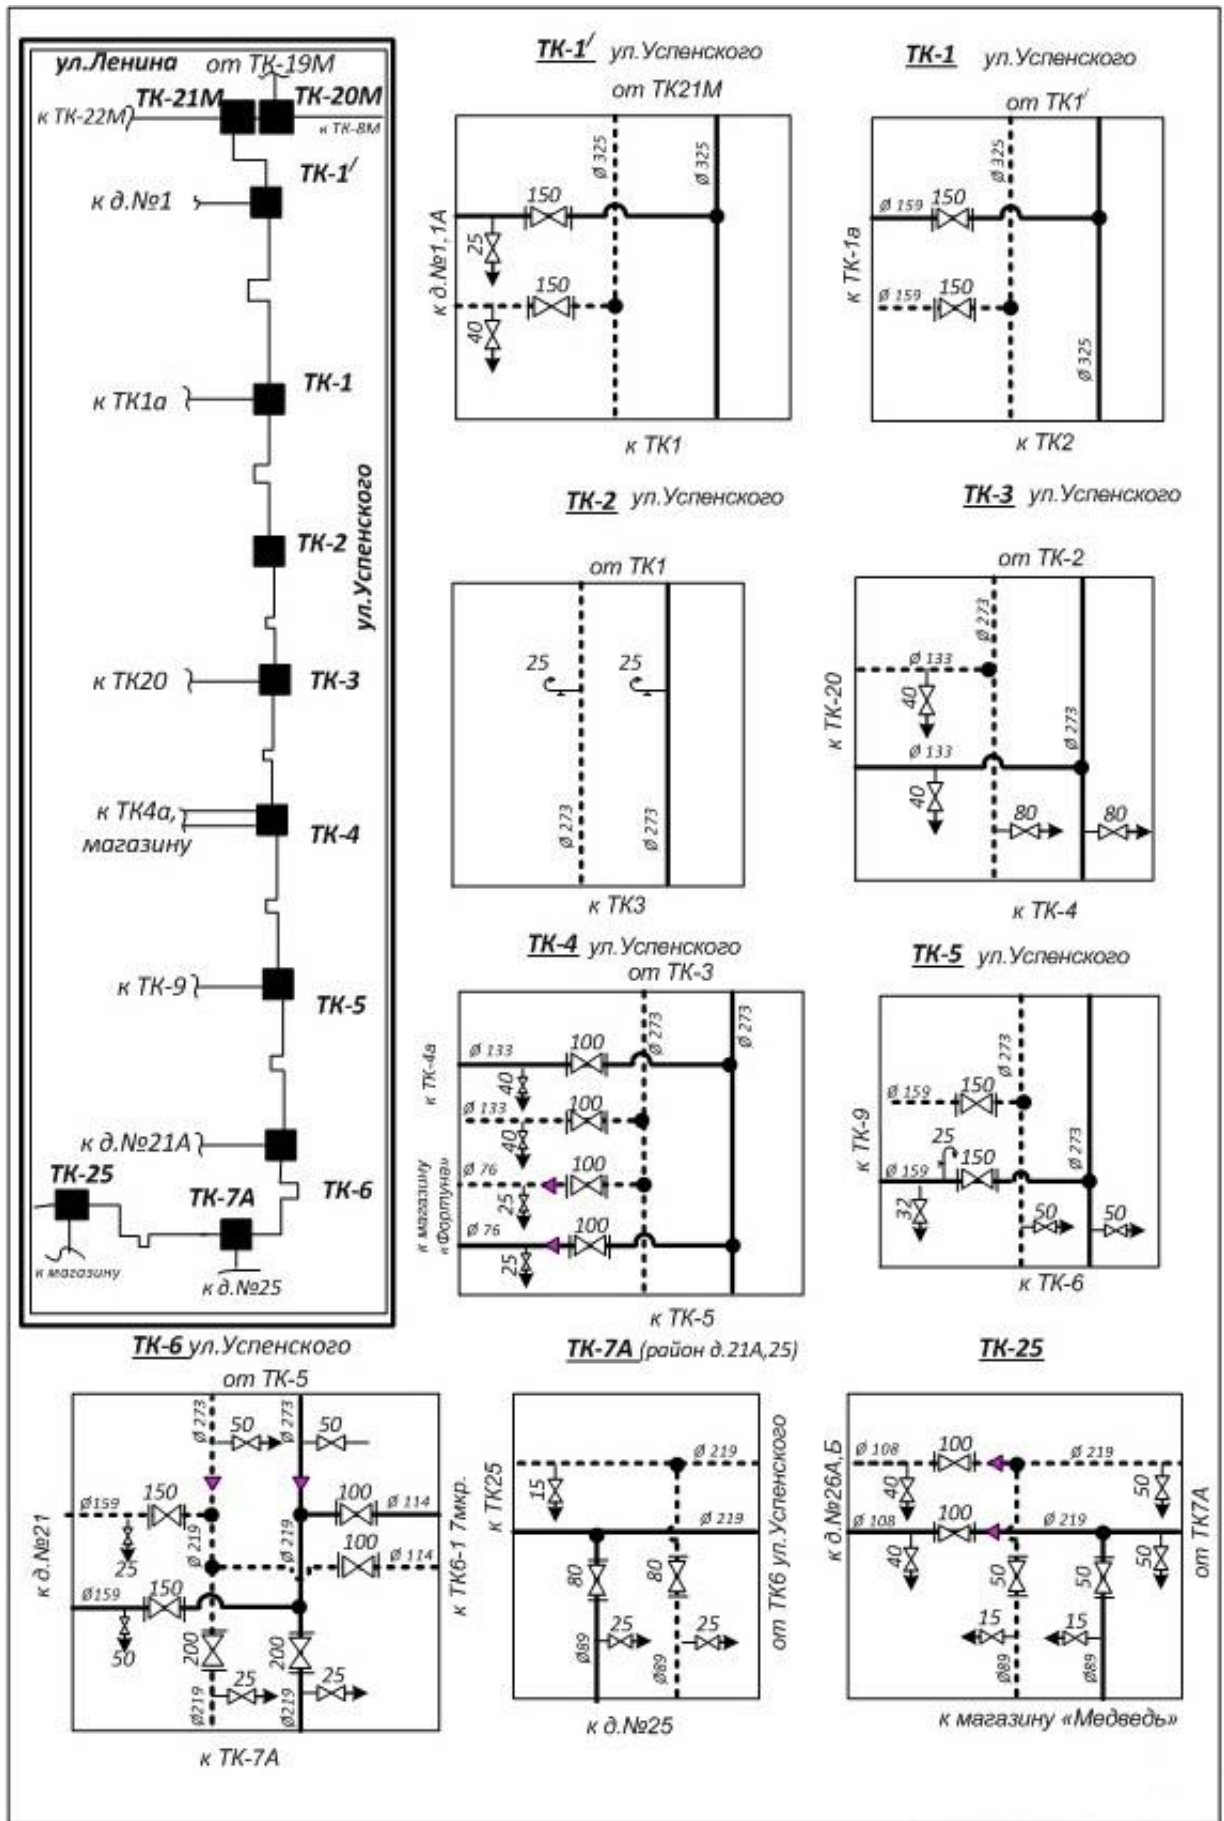 ул.Ленина от ТК-19М
ТК-21М ТК-20М
к ТК-22М
к ТК-8М
ТК-1/
к д.№1
ТК-1
к ТК1а
ул.Успенского
ТК-2
к ТК20
ТК-3
к ТК4а,
магазину
ТК-4
к ТК-9
ТК-5
к д.№21А
ТК-25
ТК-7А
ТК-6
к магазину
к д.№25
ТК-1/ ул.Успенского
от ТК21М
Ø 325
Ø 325
150
25
к д.№1,1А
150
40
к ТК1
ТК-1 ул.Успенского
от ТК1/
Ø 325
Ø 159
150
к ТК-1а
Ø 159
150
Ø 325
к ТК2
ТК-2 ул.Успенского
от ТК1
25
25
Ø 273
Ø 273
к ТК3
ТК-3 ул.Успенского
от ТК-2
Ø 273
Ø 133
40
к ТК-20
Ø 273
Ø 133
40
80
80
к ТК-4
ТК-4 ул.Успенского
от ТК-3
Ø 273
Ø 273
к ТК-4а
Ø 133
100
40
Ø 133
100
40
к магазину
«Фортуна»
Ø 76
100
25
Ø 76
100
25
к ТК-5
ТК-5 ул.Успенского
Ø 273
Ø 159
150
к ТК-9
25
150
Ø 159
Ø 273
32
50
50
к ТК-6
ТК-6 ул.Успенского
от ТК-5
Ø 273
50
Ø 273
50
Ø159
150
100
Ø 114
25
Ø 219
Ø 219
100
Ø 114
к д.№21
к ТК6-1 7мкр.
Ø159
150
50
200
200
25
25
Ø219
Ø219
к ТК-7А
ТК-7А (район д.21А,25)
Ø 219
к ТК25
15
Ø 219
80
80
25
25
Ø89
Ø89
от ТК6 ул.Успенского
к д.№25
ТК-25
Ø 108
100
Ø 219
к д.№26А,Б
40
50
Ø 108
100
Ø 219
40
50
50
50
от ТК7А
15
15
Ø89
Ø89
к магазину «Медведь»